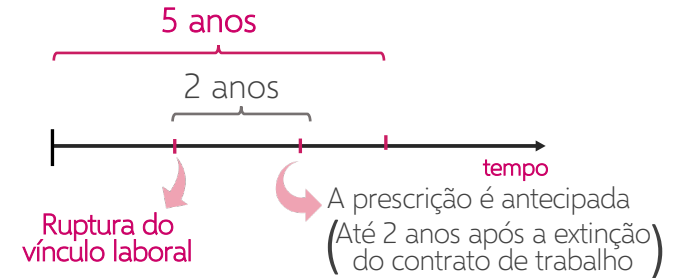 5 anos
2 anos
tempo
Ruptura do
vínculo laboral
A prescrição é antecipada
(Até 2 anos após a extinção
do contrato de trabalho)